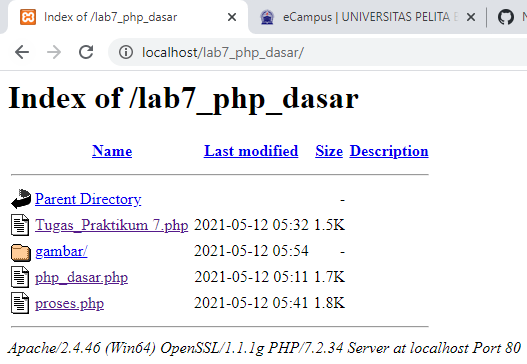 Index of /lab7_php_dasar
eCampus | UNIVERSITAS PELITA
localhost/lab7_php_dasar/
Index of /lab7_php_dasar
Name Last modified Size Description
Parent Directory -
Tugas_Praktikum 7.php 2021-05-12 05:32 1.5K
gambar/ 2021-05-12 05:54 -
php_dasar.php 2021-05-12 05:11 1.7K
proses.php 2021-05-12 05:41 1.8K
Apache/2.4.46 (Win64) OpenSSL/1.1.1g PHP/7.2.34 Server at localhost Port 80